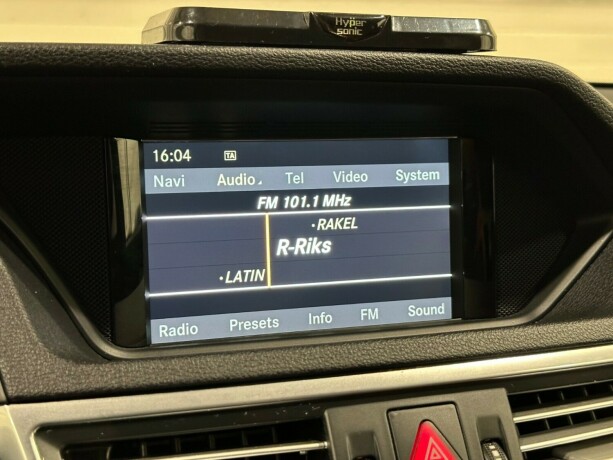 Hyper
sonic
16:04 TA
Navi Audio Tel Video System
FM 101.1 MHz
•RAKEL
R-Riks
•LATIN
Radio Presets Info FM Sound